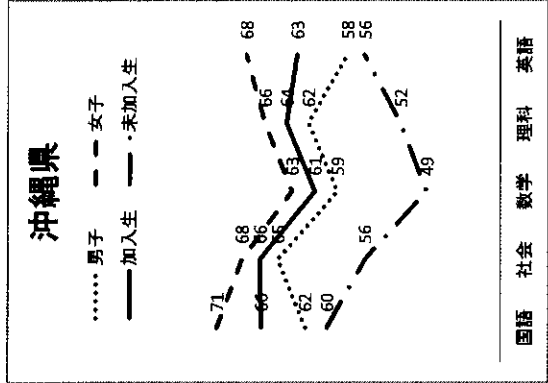 沖縄県
男子 女子
加入生 未加入生
71 68 63 66 68
66 66 61 64 63
62 65 59 62 58
60 56 49 52 56
国語 社会 数学 理科 英語